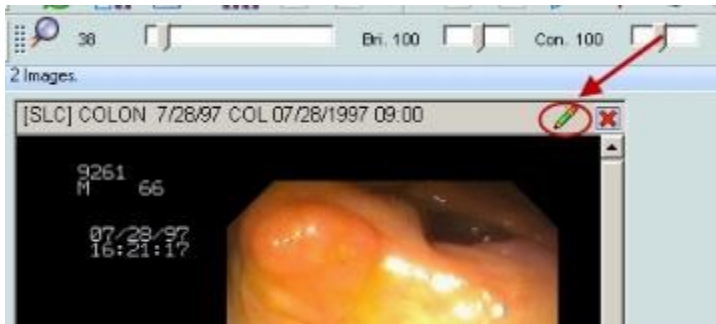 38 Bri. 100 Con. 100
2 Images.
[SLC] COLON 7/28/97 COL 07/28/1997 09:00
9261
M 66
07/28/97
16:21:17